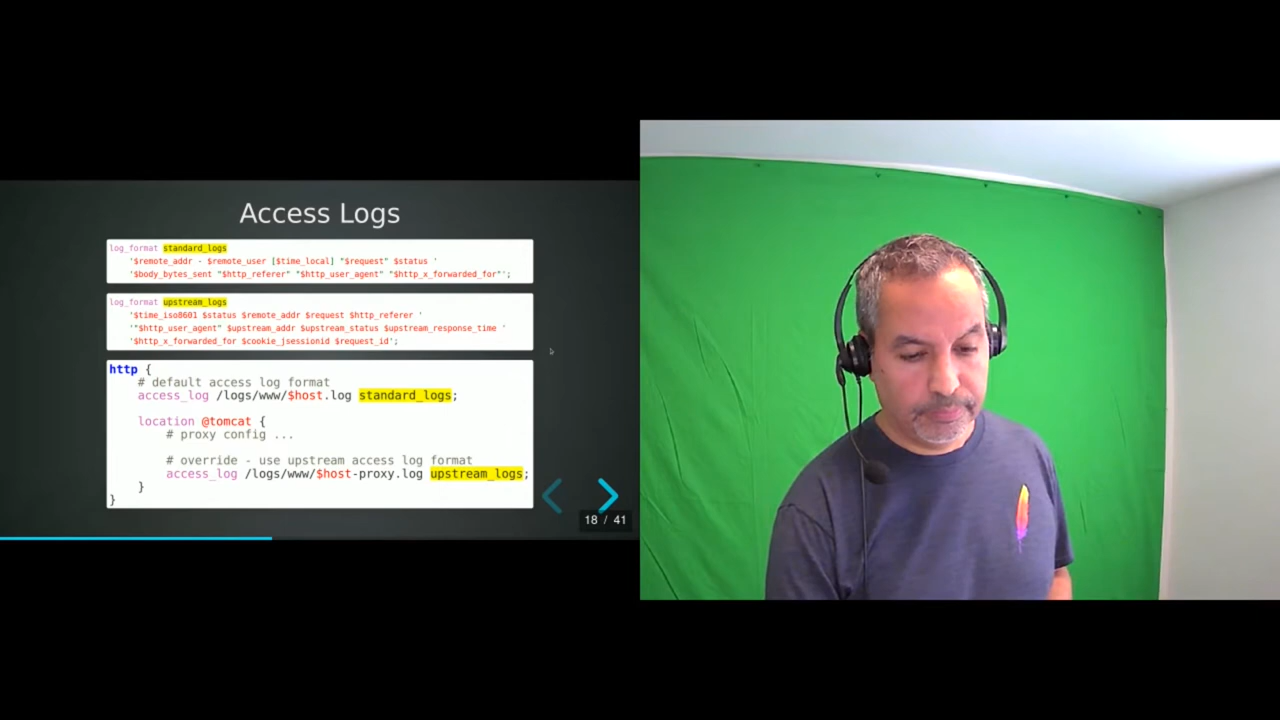 Access Logs
log_format standard_logs
'$remote_addr - $remote_user [$time_local] "$request" $status '
'$body_bytes_sent "$http_referer" "$http_user_agent" "$http_x_forwarded_for"';
log_format upstream_logs
'$time_iso8601 $status $remote_addr $request $http_referer '
'"$http_user_agent" $upstream_addr $upstream_status $upstream_response_time '
'$http_x_forwarded_for $cookie_jsessionid $request_id';
http {
# default access log format
access_log /logs/www/$host.log standard_logs;
location @tomcat {
# proxy config ...
# override - use upstream access log format
access_log /logs/www/$host-proxy.log upstream_logs;
}
}
18 / 41